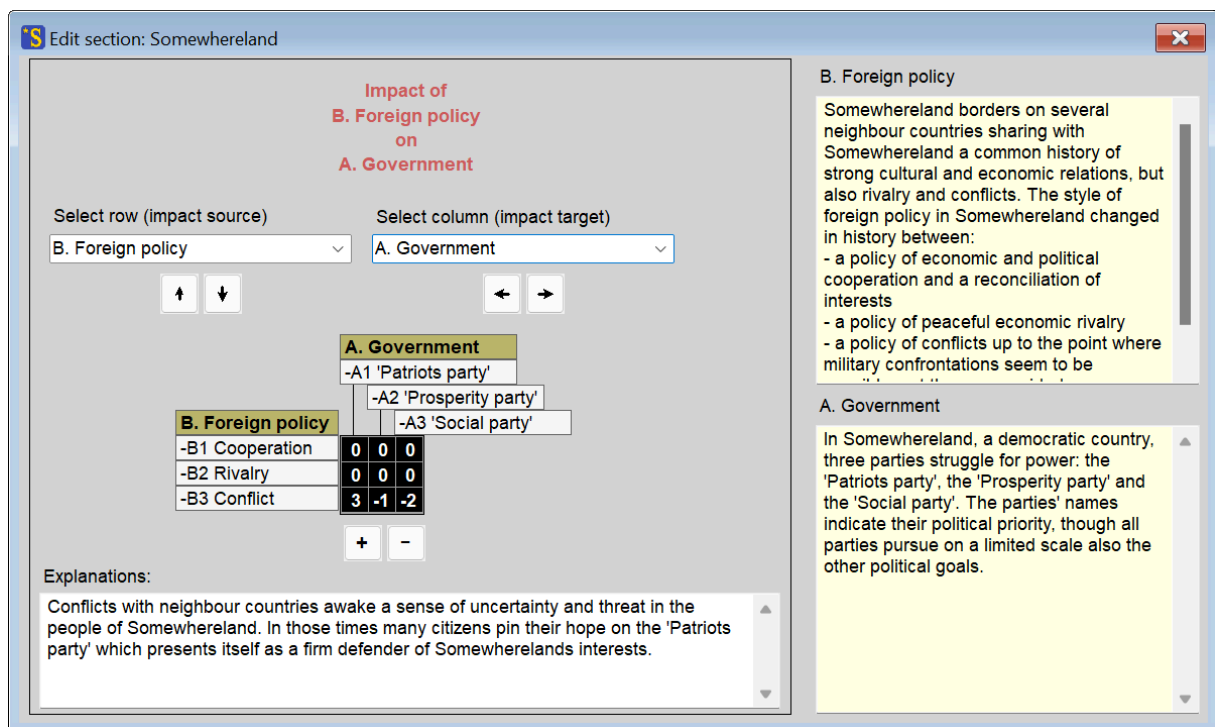 Edit section: Somewhereland
Impact of
B. Foreign policy
on
A. Government
Select row (impact source)
Select column (impact target)
B. Foreign policy
A. Government
A. Government
-A1 'Patriots party'
-A2 'Prosperity party'
-A3 'Social party'
B. Foreign policy
-B1 Cooperation 0 0 0
-B2 Rivalry 0 0 0
-B3 Conflict 3 -1 -2
+ −
Explanations:
Conflicts with neighbour countries awake a sense of uncertainty and threat in the
people of Somewhereland. In those times many citizens pin their hope on the 'Patriots
party' which presents itself as a firm defender of Somewherelands interests.
B. Foreign policy
Somewhereland borders on several
neighbour countries sharing with
Somewhereland a common history of
strong cultural and economic relations, but
also rivalry and conflicts. The style of
foreign policy in Somewhereland changed
in history between:
- a policy of economic and political
cooperation and a reconciliation of
interests
- a policy of peaceful economic rivalry
- a policy of conflicts up to the point where
military confrontations seem to be
A. Government
In Somewhereland, a democratic country,
three parties struggle for power: the
'Patriots party', the 'Prosperity party' and
the 'Social party'. The parties' names
indicate their political priority, though all
parties pursue on a limited scale also the
other political goals.